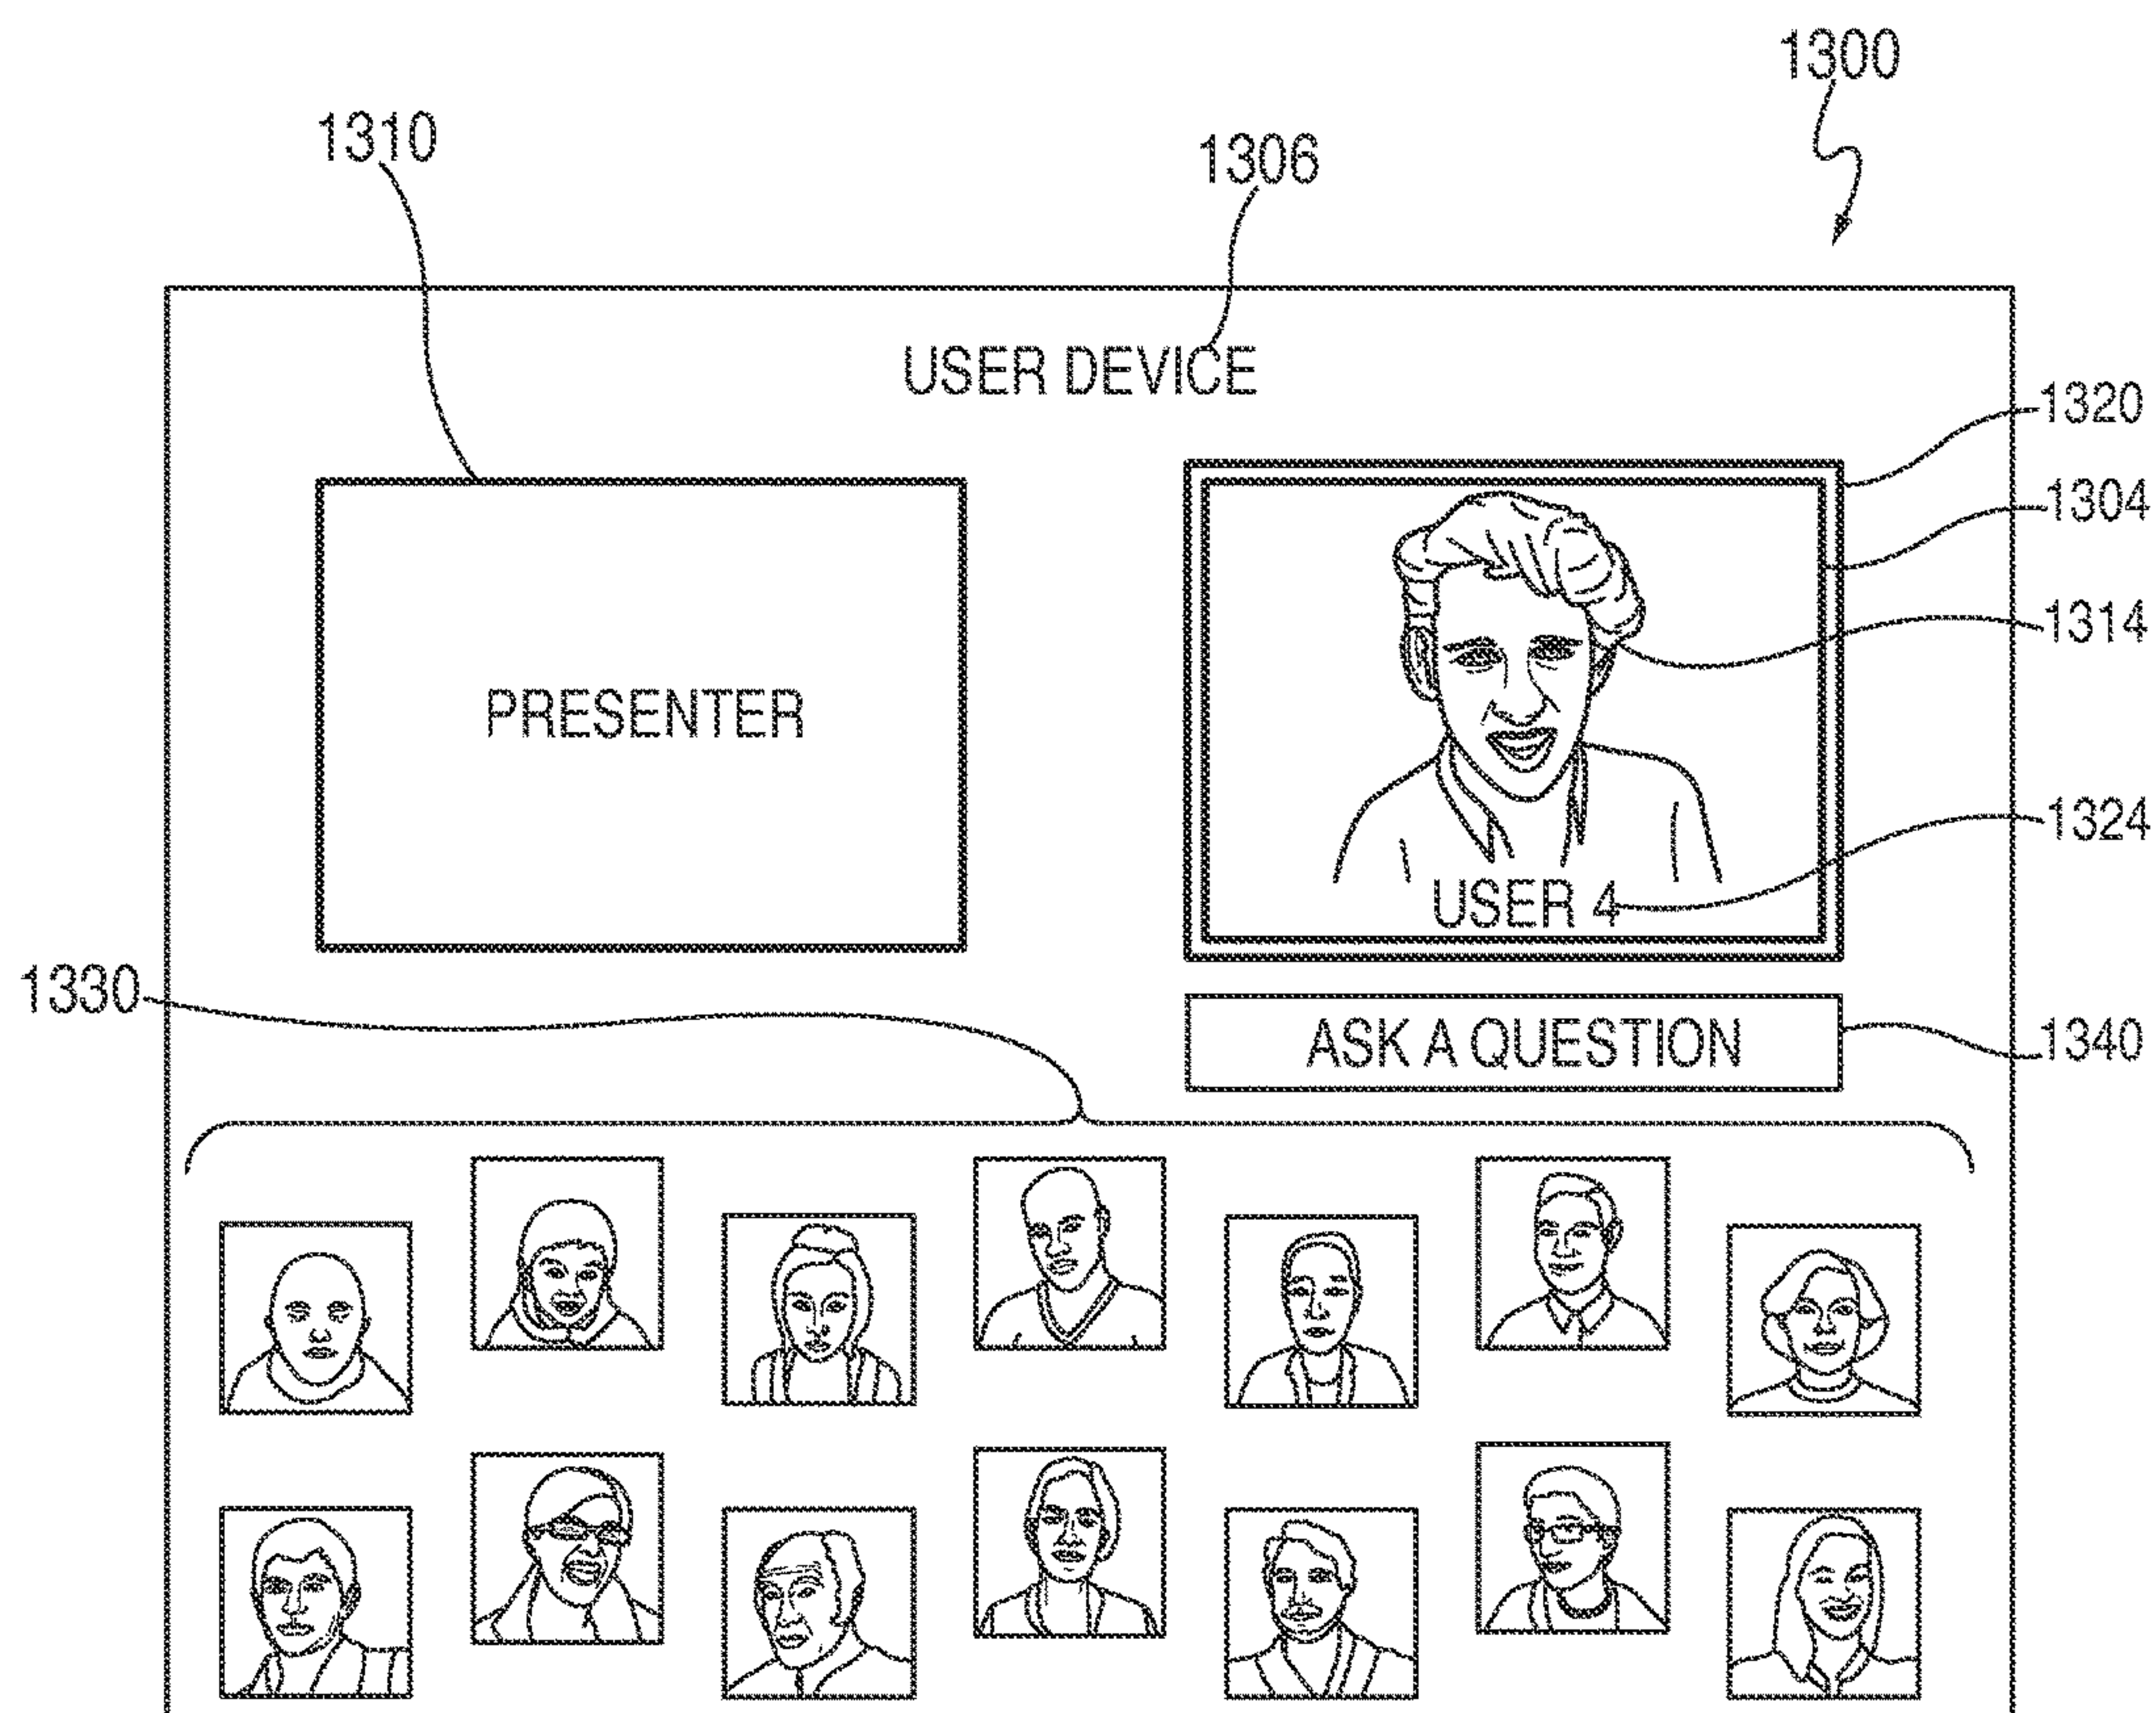 1300
1310
1306
USER DEVICE
1320
1304
1314
PRESENTER
1324
USER 4
1330
ASK A QUESTION
1340